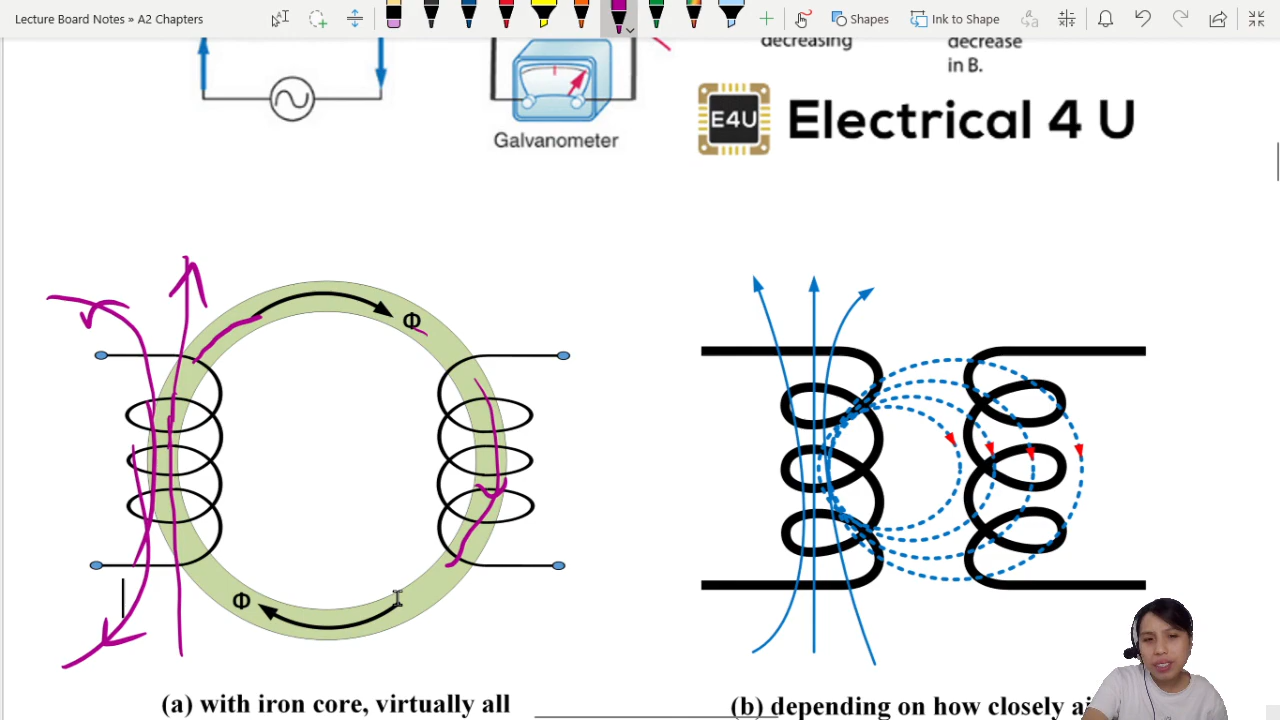 Lecture Board Notes » A2 Chapters
Shapes
Ink to Shape
decreasing
decrease
in B.
E4U
Electrical 4 U
Galvanometer
Φ
Φ
(a) with iron core, virtually all
(b) depending on how closely